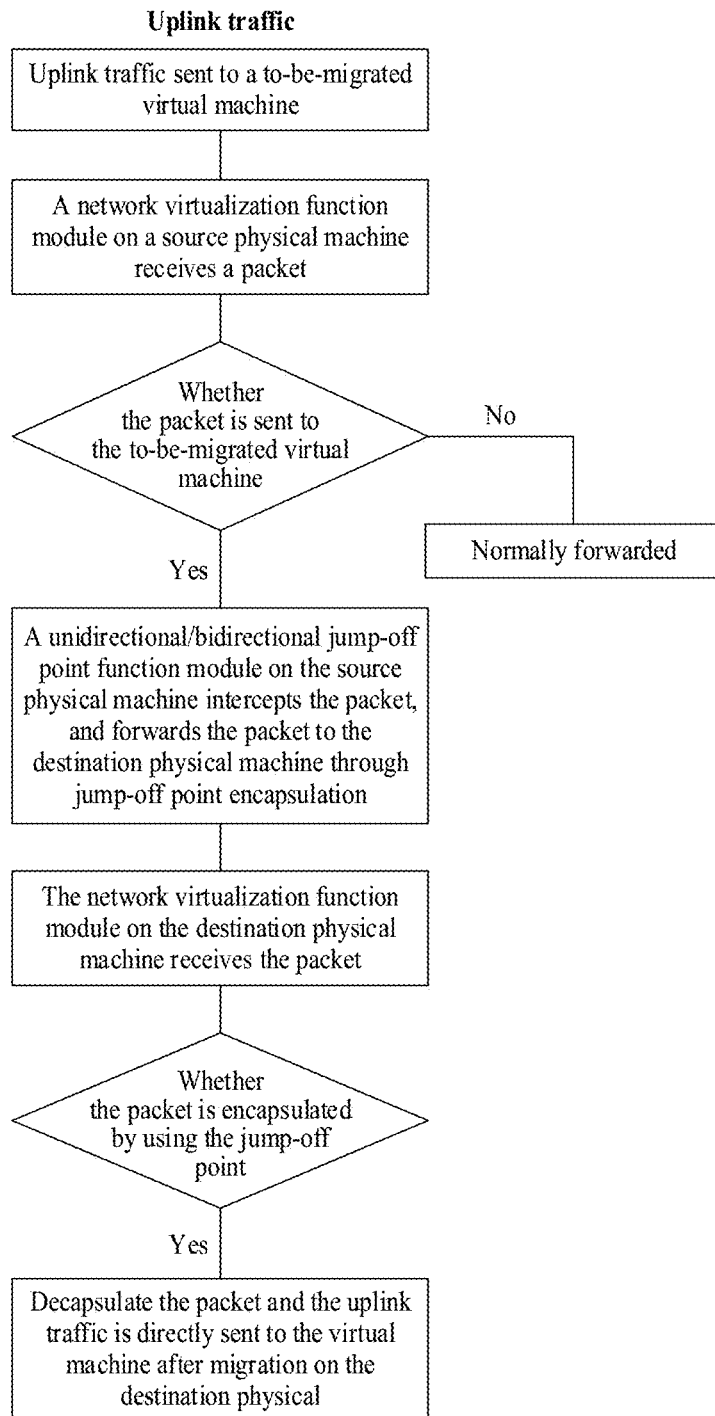 Uplink traffic
Uplink traffic sent to a to-be-migrated
virtual machine
A network virtualization function
module on a source physical machine
receives a packet
Whether
the packet is sent to
the to-be-migrated virtual
machine
No
Normally forwarded
Yes
A unidirectional/bidirectional jump-off
point function module on the source
physical machine intercepts the packet,
and forwards the packet to the
destination physical machine through
jump-off point encapsulation
The network virtualization function
module on the destination physical
machine receives the packet
Whether
the packet is encapsulated
by using the jump-off
point
Yes
Decapsulate the packet and the uplink
traffic is directly sent to the virtual
machine after migration on the
destination physical